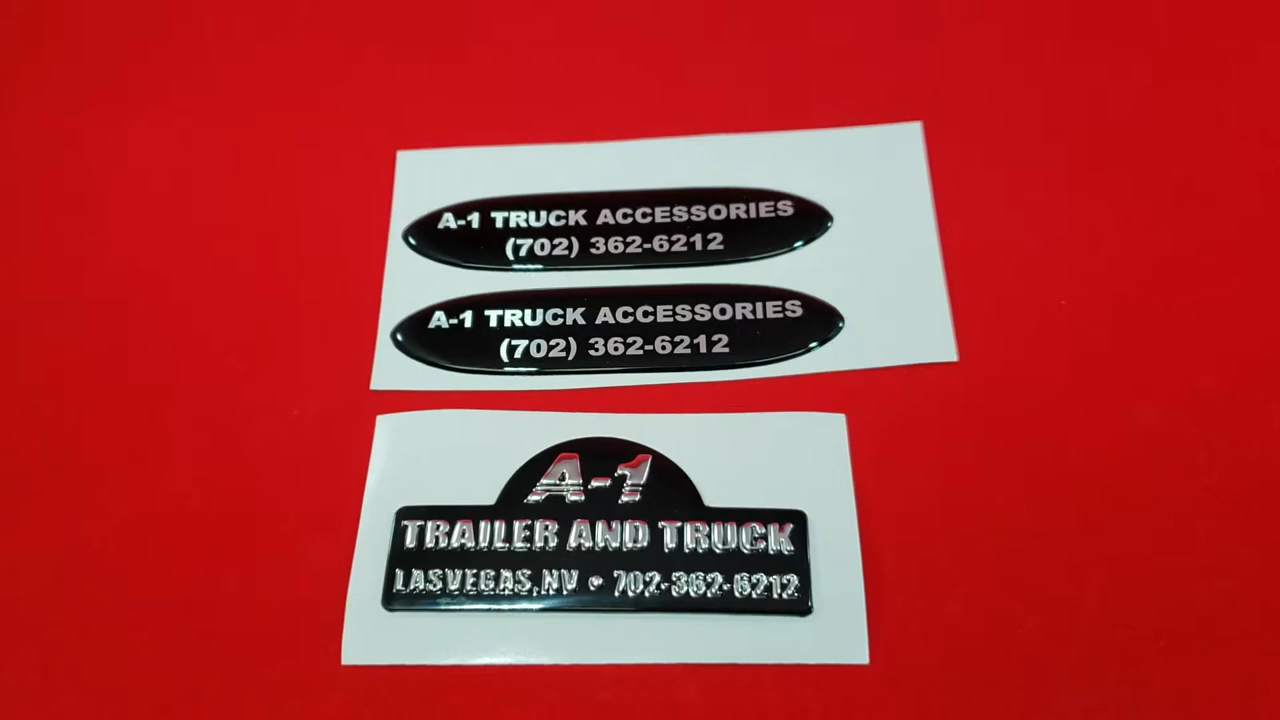 A-1 TRUCK ACCESSORIES
(702) 362-6212
A-1 TRUCK ACCESSORIES
(702) 362-6212
A-1
TRAILER AND TRUCK
LAS VEGAS, NV • 702-362-6212